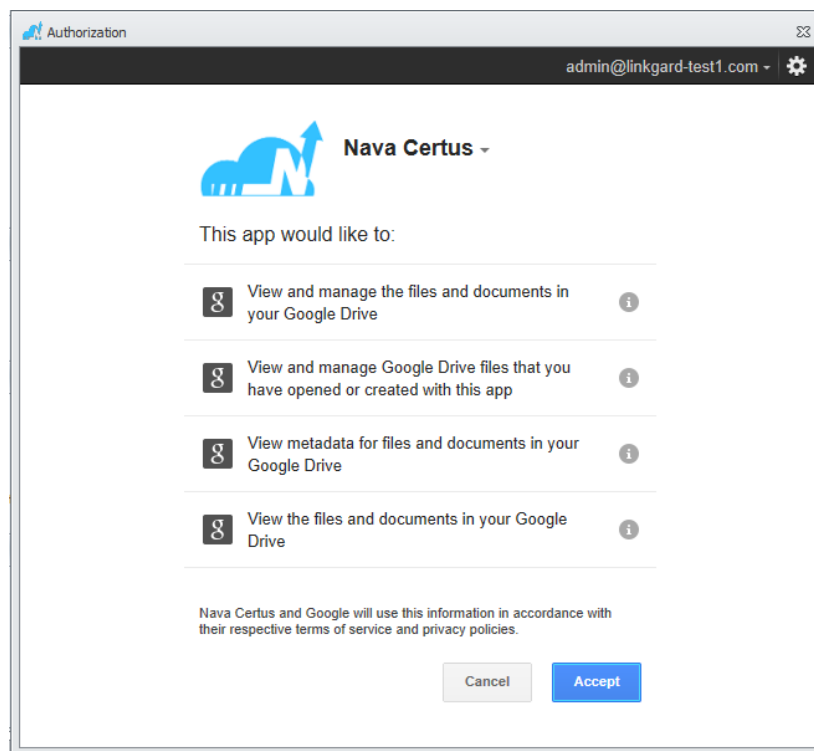 Authorization
admin@linkgard-test1.com
N
Nava Certus
This app would like to:
g
View and manage the files and documents in
your Google Drive
i
g
View and manage Google Drive files that you
have opened or created with this app
i
g
View metadata for files and documents in your
Google Drive
i
g
View the files and documents in your Google
Drive
i
Nava Certus and Google will use this information in accordance with
their respective terms of service and privacy policies.
Cancel
Accept